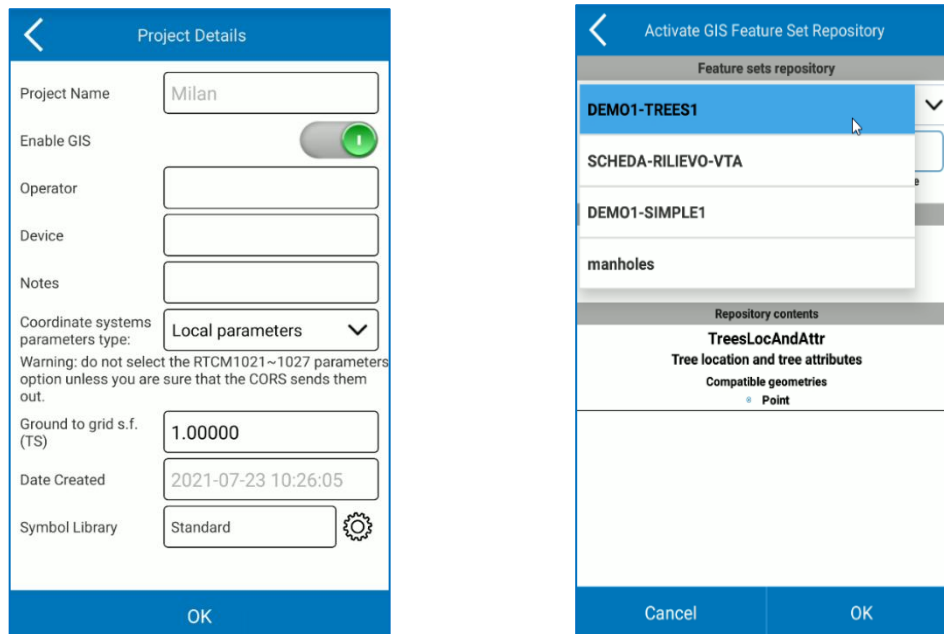 Project Details
Project Name
Milan
Enable GIS
Operator
Device
Notes
Coordinate systems
parameters type:
Local parameters
Warning: do not select the RTCM1021~1027 parameters
option unless you are sure that the CORS sends them
out.
Ground to grid s.f.
(TS)
1.00000
Date Created
2021-07-23 10:26:05
Symbol Library
Standard
OK
Activate GIS Feature Set Repository
Feature sets repository
DEMO1-TREES1
SCHEDA-RILIEVO-VTA
DEMO1-SIMPLE1
manholes
Repository contents
TreesLocAndAttr
Tree location and tree attributes
Compatible geometries
Point
Cancel
OK